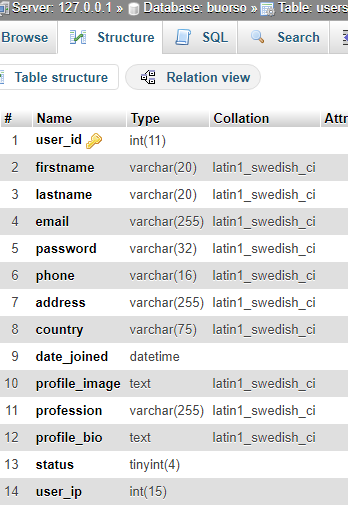 Server: 127.0.0.1 » Database: buorso » Table: users
Browse Structure SQL Search
Table structure Relation view
# Name Type Collation
1 user_id int(11)
2 firstname varchar(20) latin1_swedish_ci
3 lastname varchar(20) latin1_swedish_ci
4 email varchar(255) latin1_swedish_ci
5 password varchar(32) latin1_swedish_ci
6 phone varchar(16) latin1_swedish_ci
7 address varchar(255) latin1_swedish_ci
8 country varchar(75) latin1_swedish_ci
9 date_joined datetime
10 profile_image text latin1_swedish_ci
11 profession varchar(255) latin1_swedish_ci
12 profile_bio text latin1_swedish_ci
13 status tinyint(4)
14 user_ip int(15)